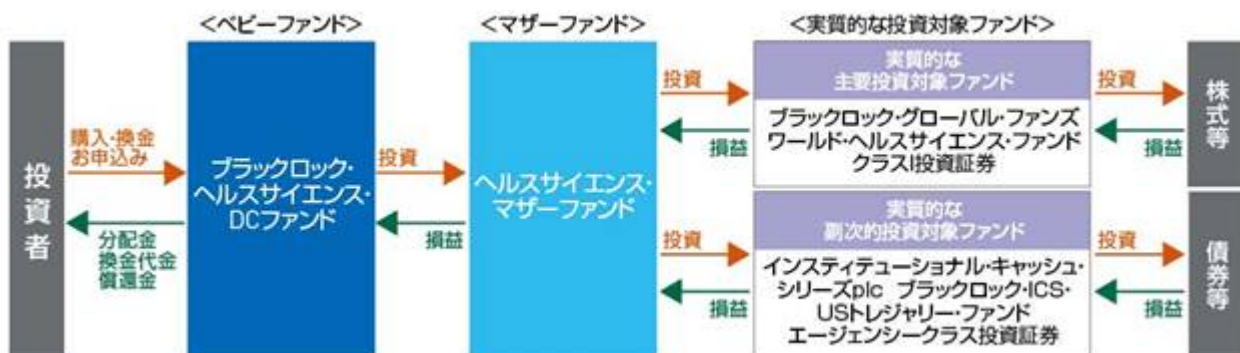 <ベビーファンド>
<マザーファンド>
<実質的な投資対象ファンド>
投資者
購入・換金
お申込み
分配金
換金代金
償還金
ブラックロック・
ヘルスサイエンス・
DCファンド
投資
損益
ヘルスサイエンス・
マザーファンド
投資
損益
実質的な
主要投資対象ファンド
ブラックロック・グローバル・ファンズ
ワールド・ヘルスサイエンス・ファンド
クラスI投資証券
投資
損益
株式等
投資
損益
実質的な
副次的投資対象ファンド
インスティテューショナル・キャッシュ・
シリーズplc ブラックロック・ICS・
USトレジャリー・ファンド
エージェンシークラス投資証券
投資
損益
債券等